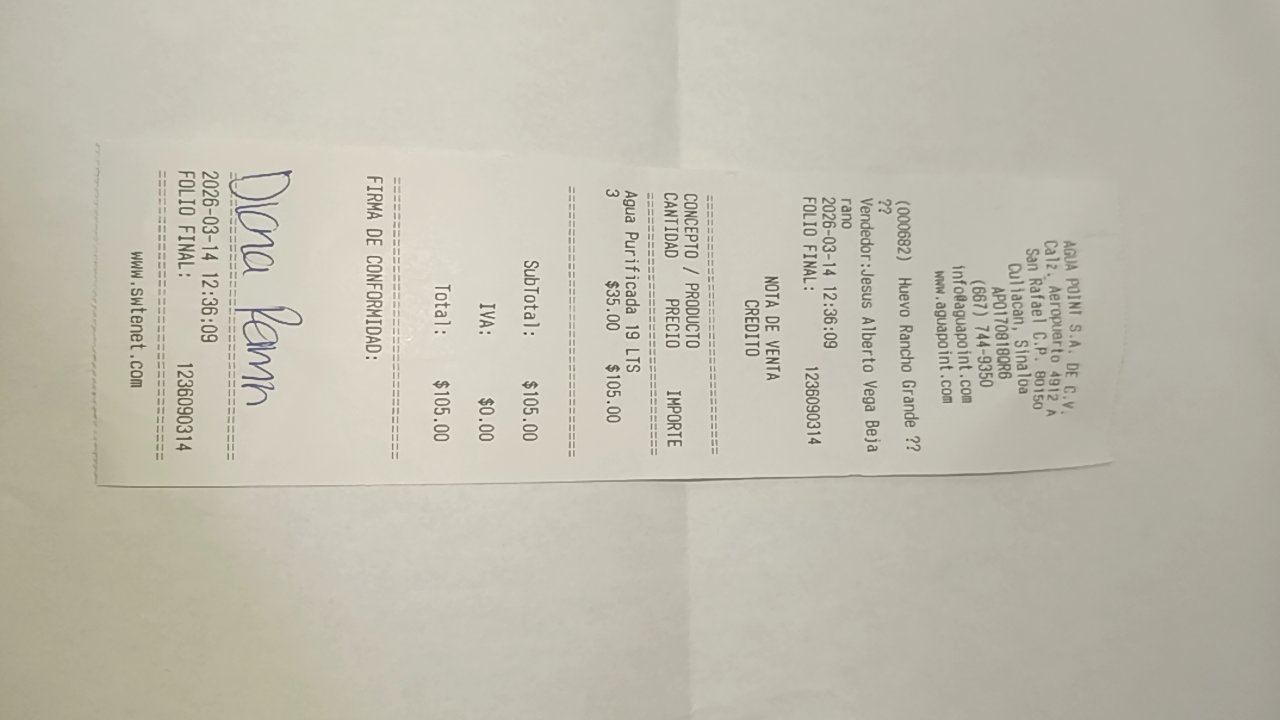 AGUA POINT S.A. DE C.V.
Calz. Aeropuerto 4912 A
San Rafael C.P. 80150
Culiacan, Sinaloa
APO170818QR6
(667) 744-9350
info@aguapoint.com
www.aguapoint.com
(000682) Huevo Rancho Grande ??
??
Vendedor:Jesus Alberto Vega Beja
rano
2026-03-14 12:36:09
FOLIO FINAL: 1236090314
NOTA DE VENTA
CREDITO
================================
CONCEPTO / PRODUCTO
CANTIDAD PRECIO IMPORTE
================================
Agua Purificada 19 LTS
3 $35.00 $105.00
================================
SubTotal: $105.00
IVA: $0.00
Total: $105.00
================================
FIRMA DE CONFORMIDAD:
Diana
================================
2026-03-14 12:36:09
FOLIO FINAL: 1236090314
================================
www.swtenet.com